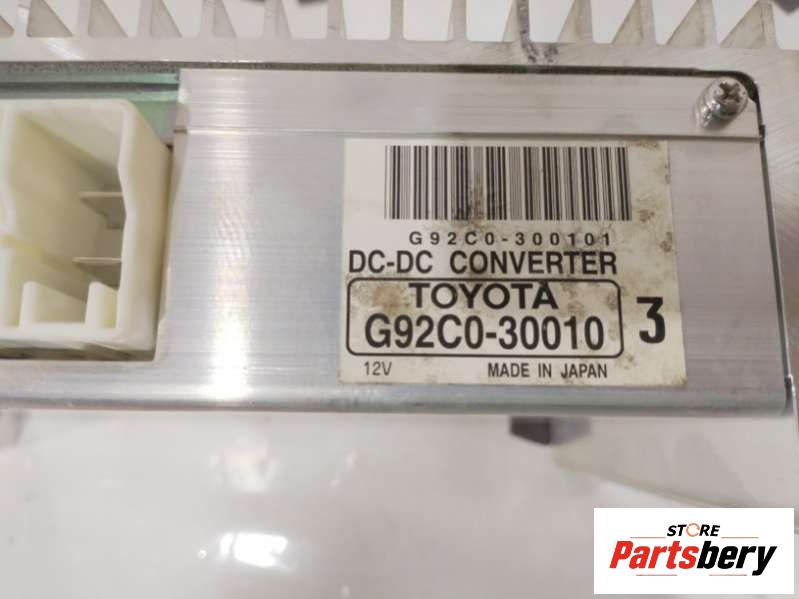 G92C0-300101
DC-DC CONVERTER
TOYOTA
G92C0-30010 3
12V MADE IN JAPAN
STORE
Partsbery